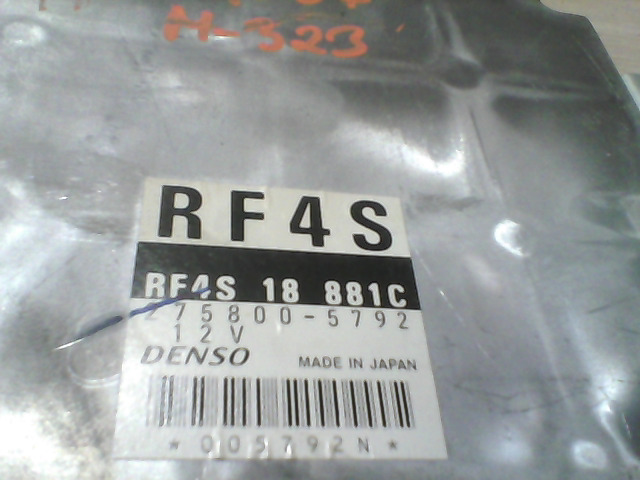 M-323
RF4S
RF4S 18 881C
275800-5792
12V
DENSO
MADE IN JAPAN
*005792N*